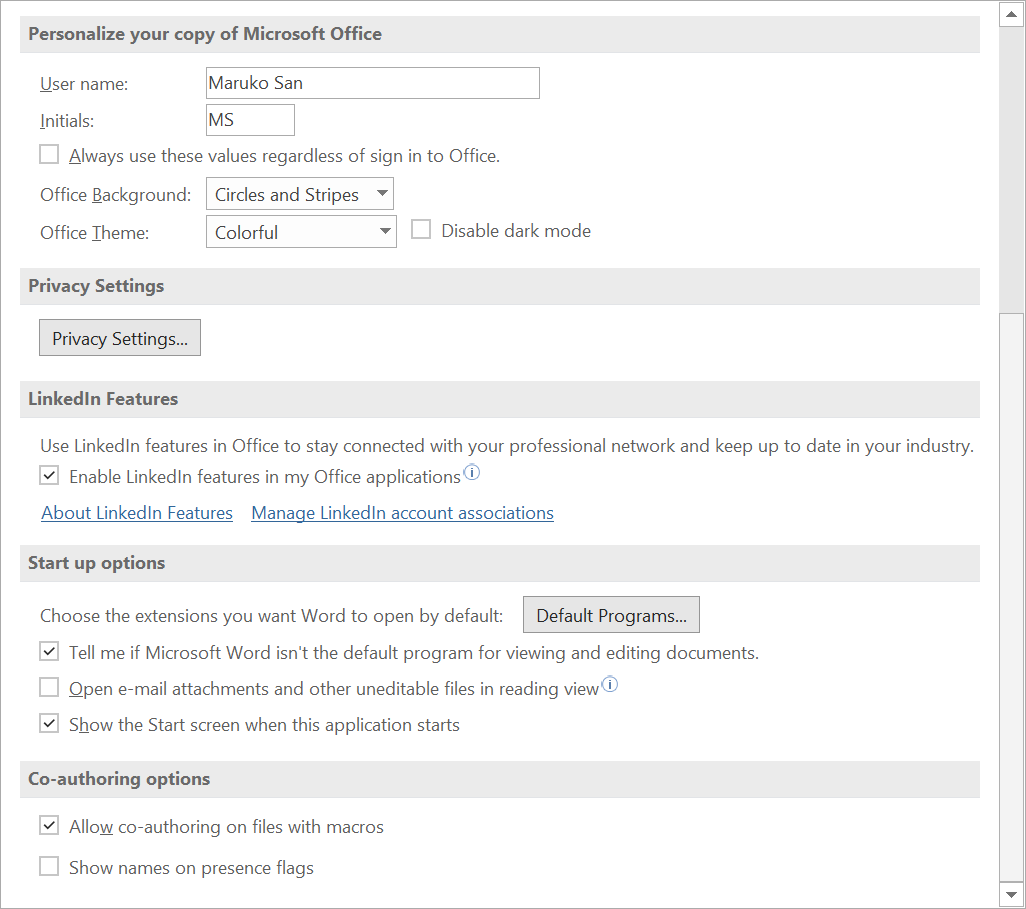 Personalize your copy of Microsoft Office
User name: Maruko San
Initials: MS
Always use these values regardless of sign in to Office.
Office Background: Circles and Stripes
Office Theme: Colorful Disable dark mode
Privacy Settings
Privacy Settings...
LinkedIn Features
Use LinkedIn features in Office to stay connected with your professional network and keep up to date in your industry.
Enable LinkedIn features in my Office applications
About LinkedIn Features Manage LinkedIn account associations
Start up options
Choose the extensions you want Word to open by default: Default Programs...
Tell me if Microsoft Word isn't the default program for viewing and editing documents.
Open e-mail attachments and other uneditable files in reading view
Show the Start screen when this application starts
Co-authoring options
Allow co-authoring on files with macros
Show names on presence flags